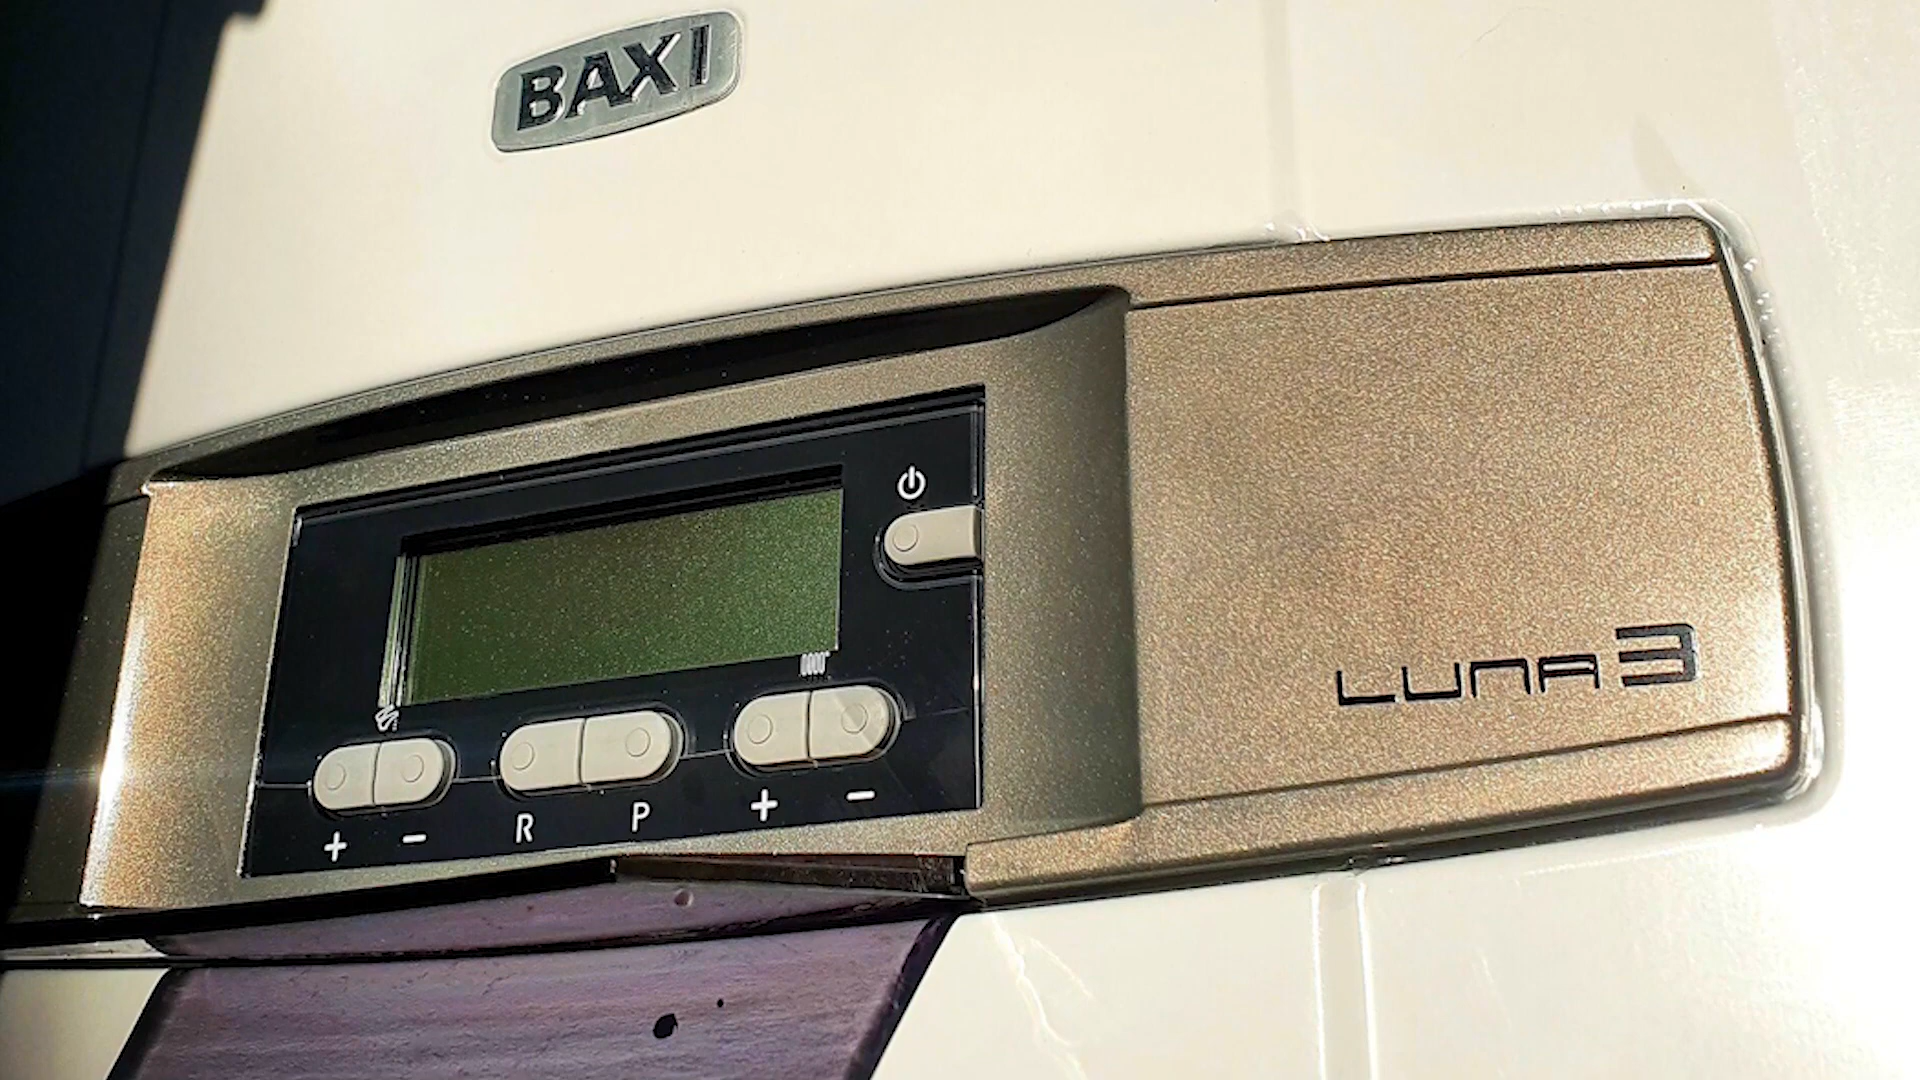 BAXI
LUNA 3
+ - R P + -